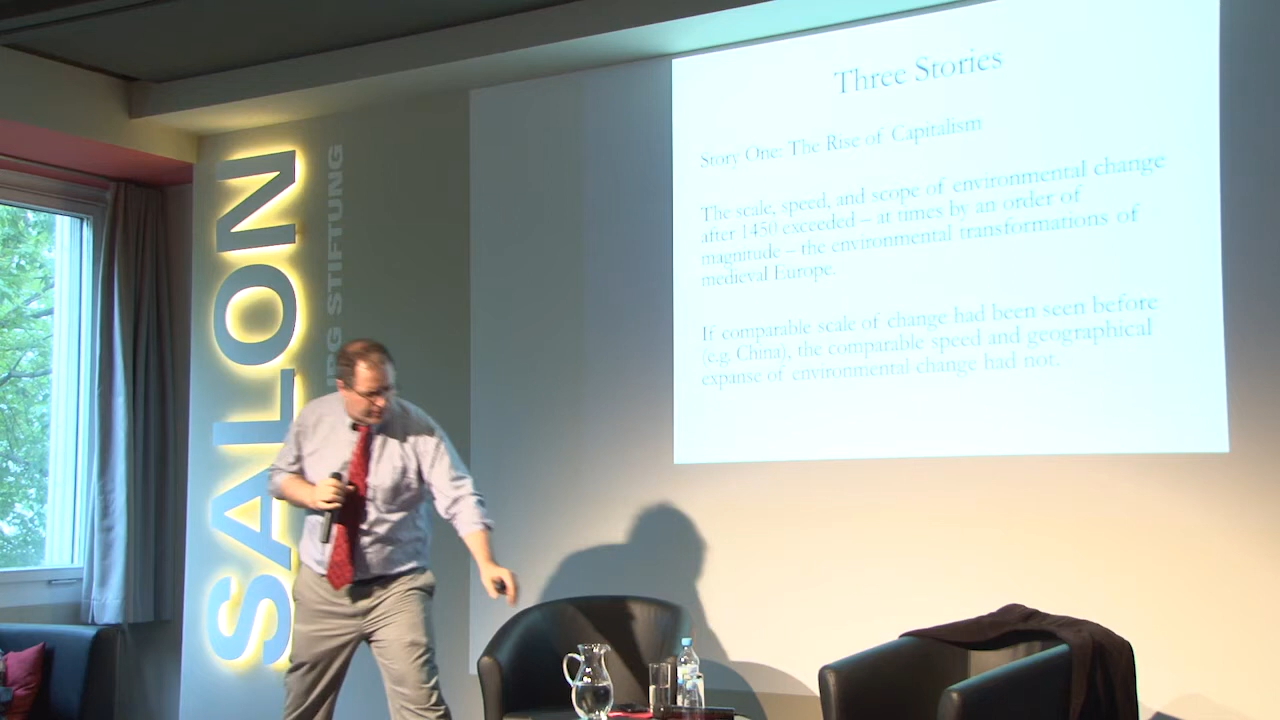 SALON
RG STIFTUNG
Three Stories
Story One: The Rise of Capitalism
The scale, speed, and scope of environmental change
after 1450 exceeded – at times by an order of
magnitude – the environmental transformations of
medieval Europe.
If comparable scale of change had been seen before
(e.g. China), the comparable speed and geographical
expanse of environmental change had not.